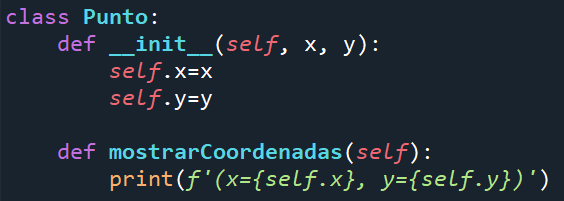 class Punto:
    def __init__(self, x, y):
        self.x=x
        self.y=y

    def mostrarCoordenadas(self):
        print(f'(x={self.x}, y={self.y})')